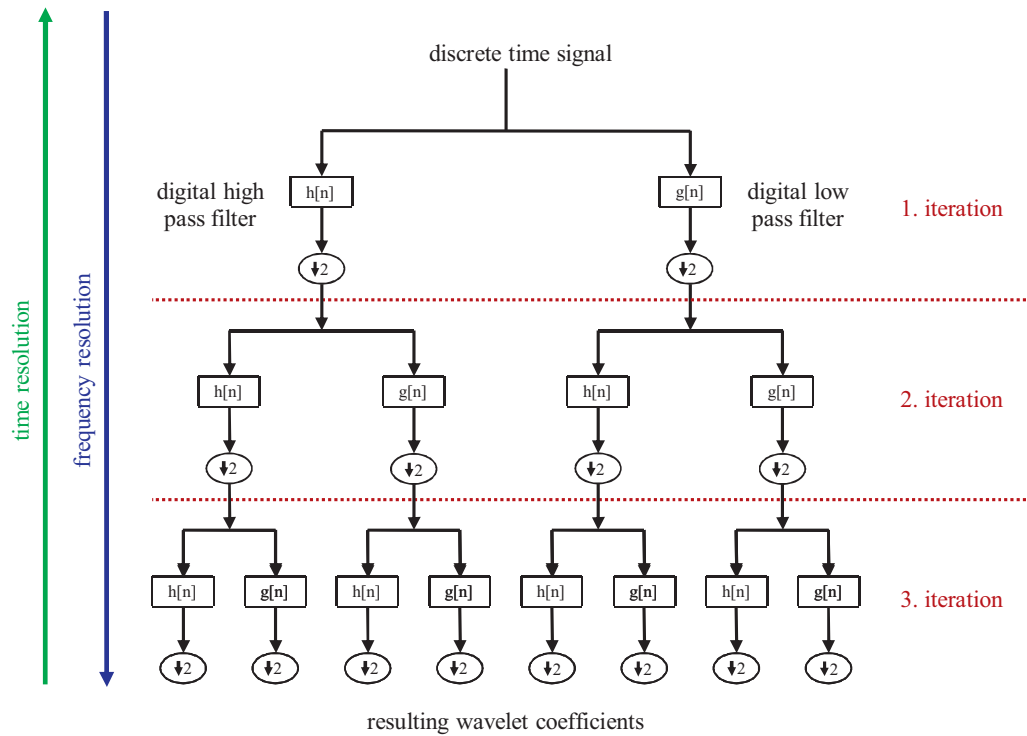 discrete time signal
digital high
pass filter
h[n]
g[n]
digital low
pass filter
1. iteration
↓2
↓2
time resolution
frequency resolution
h[n]
g[n]
h[n]
g[n]
2. iteration
↓2
↓2
↓2
↓2
h[n]
g[n]
h[n]
g[n]
h[n]
g[n]
h[n]
g[n]
3. iteration
↓2
↓2
↓2
↓2
↓2
↓2
↓2
↓2
resulting wavelet coefficients